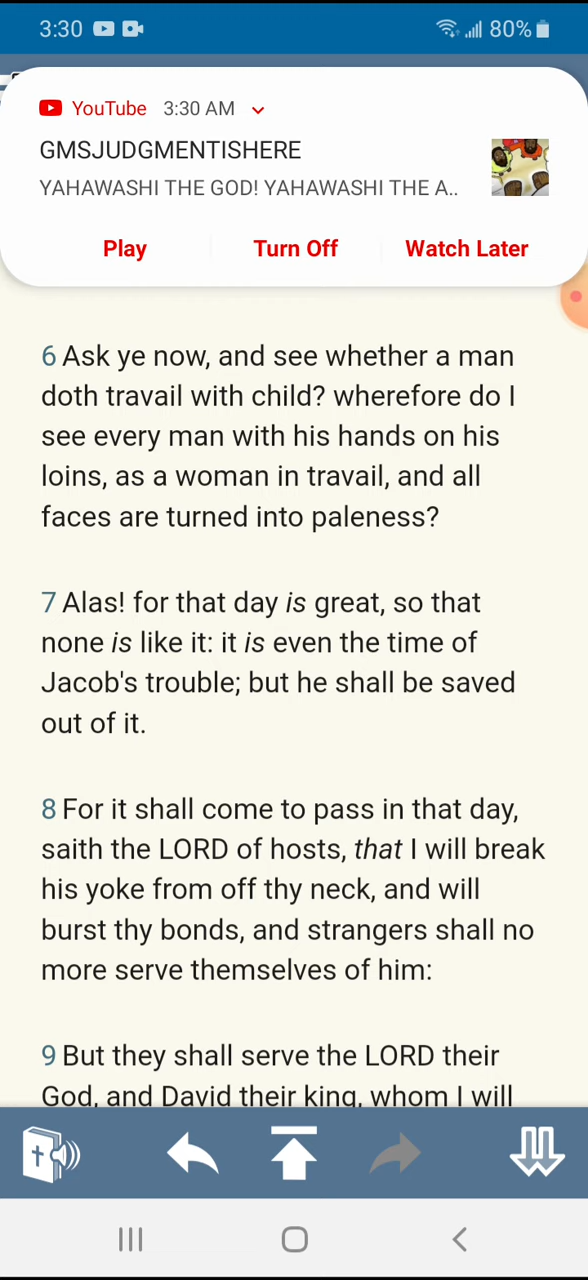 3:30 80%
YouTube 3:30 AM
GMSJUDGMENTISHERE
YAHAWASHI THE GOD! YAHAWASHI THE A..
Play Turn Off Watch Later
6 Ask ye now, and see whether a man
doth travail with child? wherefore do I
see every man with his hands on his
loins, as a woman in travail, and all
faces are turned into paleness?
7 Alas! for that day is great, so that
none is like it: it is even the time of
Jacob's trouble; but he shall be saved
out of it.
8 For it shall come to pass in that day,
saith the LORD of hosts, that I will break
his yoke from off thy neck, and will
burst thy bonds, and strangers shall no
more serve themselves of him:
9 But they shall serve the LORD their
God, and David their king, whom I will